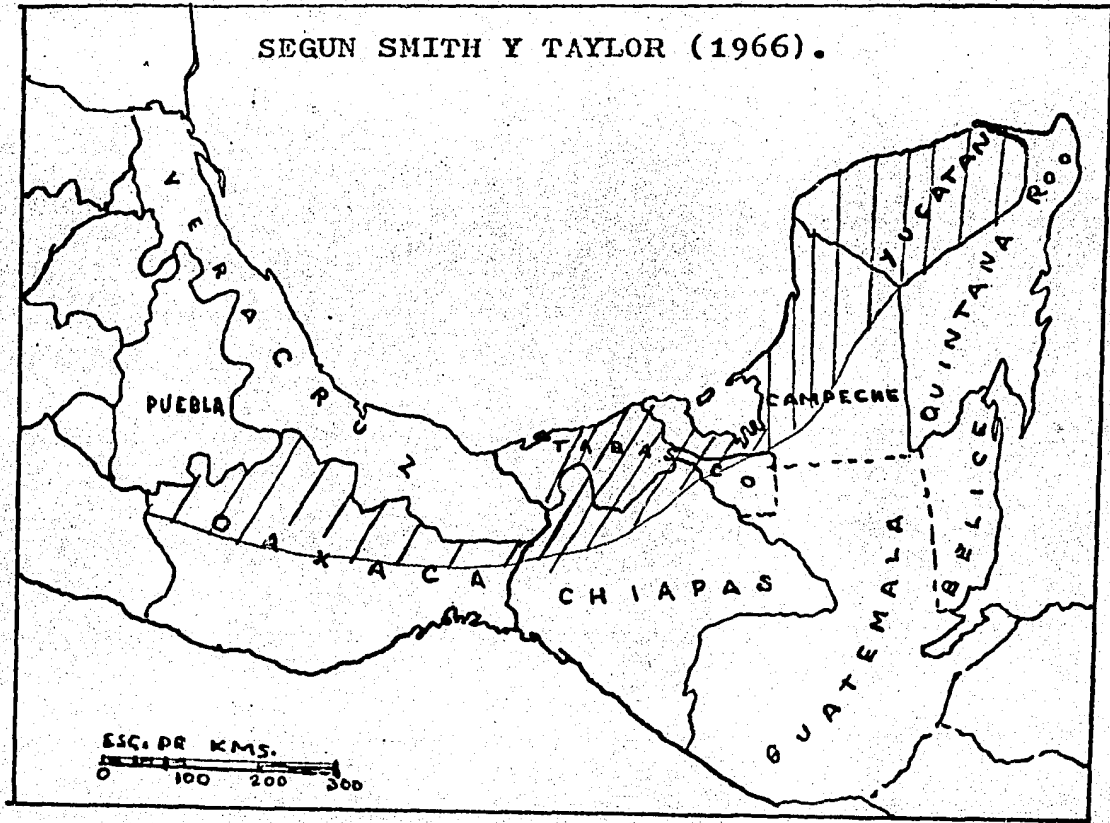 SEGUN SMITH Y TAYLOR (1966).
VERACRUZ
YUCATAN
QUINTANA ROO
PUEBLA
CAMPECHE
TABASCO
OAXACA
CHIAPAS
BELICE
GUATEMALA
ESC. DE KMS.
0 100 200 300